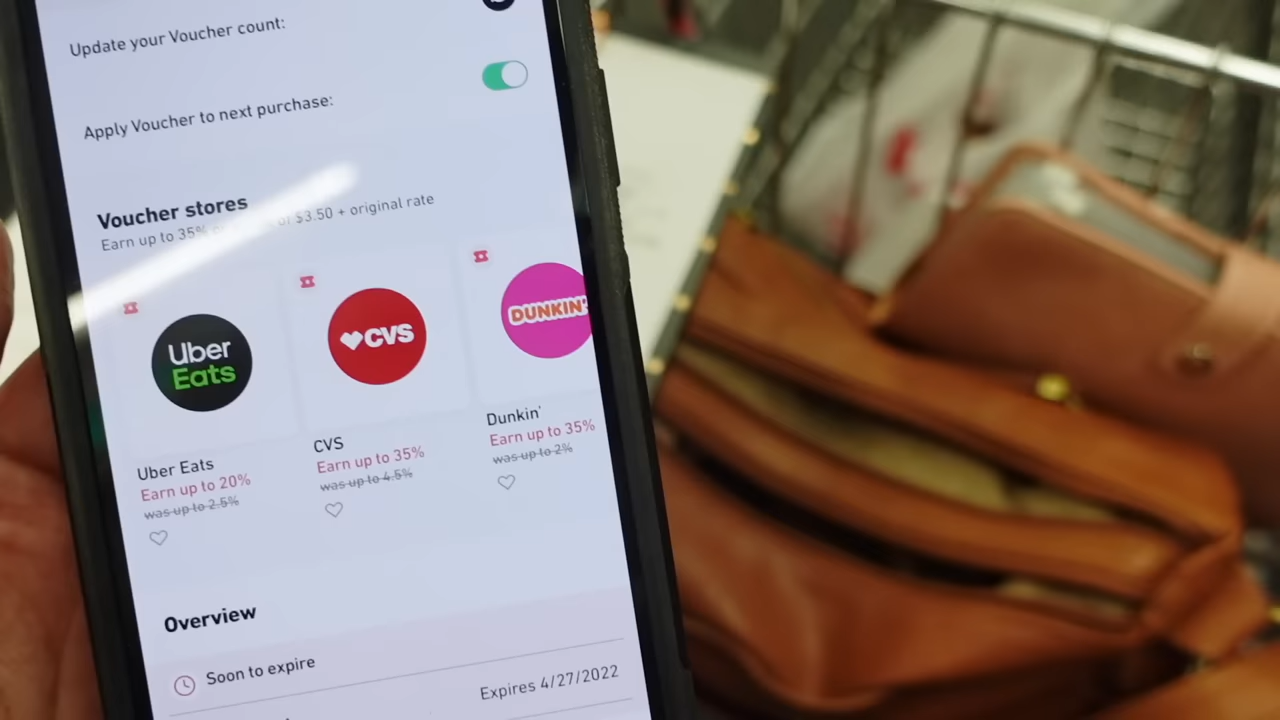 Update your Voucher count:
Apply Voucher to next purchase:
Voucher stores
Earn up to 35% of $3.50 + original rate
Uber
Eats
CVS
DUNKIN'
Uber Eats
Earn up to 20%
was up to 2.5%
CVS
Earn up to 35%
was up to 4.5%
Dunkin'
Earn up to 35%
was up to 2%
Overview
Soon to expire
Expires 4/27/2022